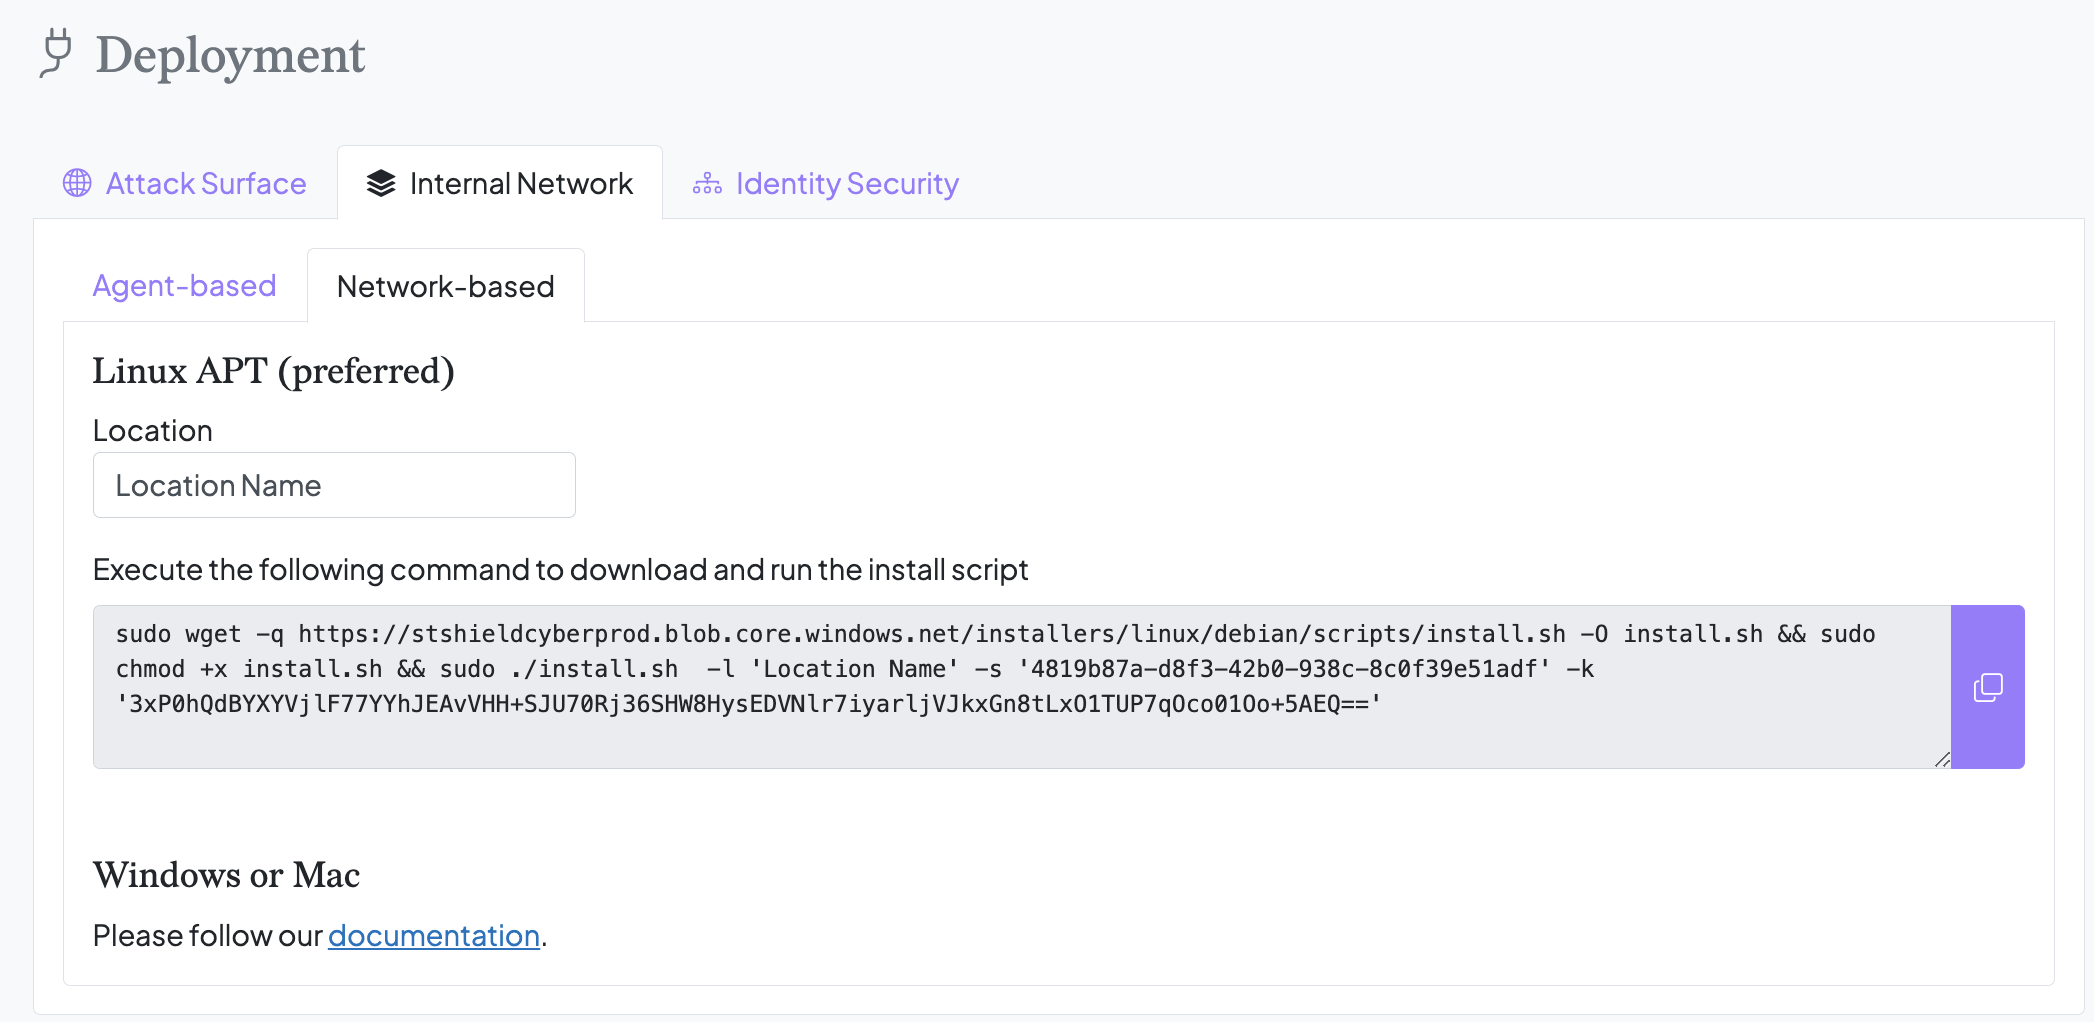 Deployment
Attack Surface
Internal Network
Identity Security
Agent-based
Network-based
Linux APT (preferred)
Location
Location Name
Execute the following command to download and run the install script
sudo wget -q https://stshieldcyberprod.blob.core.windows.net/installers/linux/debian/scripts/install.sh -O install.sh && sudo
chmod +x install.sh && sudo ./install.sh  -l 'Location Name' -s '4819b87a-d8f3-42b0-938c-8c0f39e51adf' -k
'3xP0hQdBYXYVjlF77YYhJEAvVHH+SJU70Rj36SHW8HysEDVNlr7iyarljVJkxGn8tLxO1TUP7qOco01Oo+5AEQ=='
Windows or Mac
Please follow our documentation.